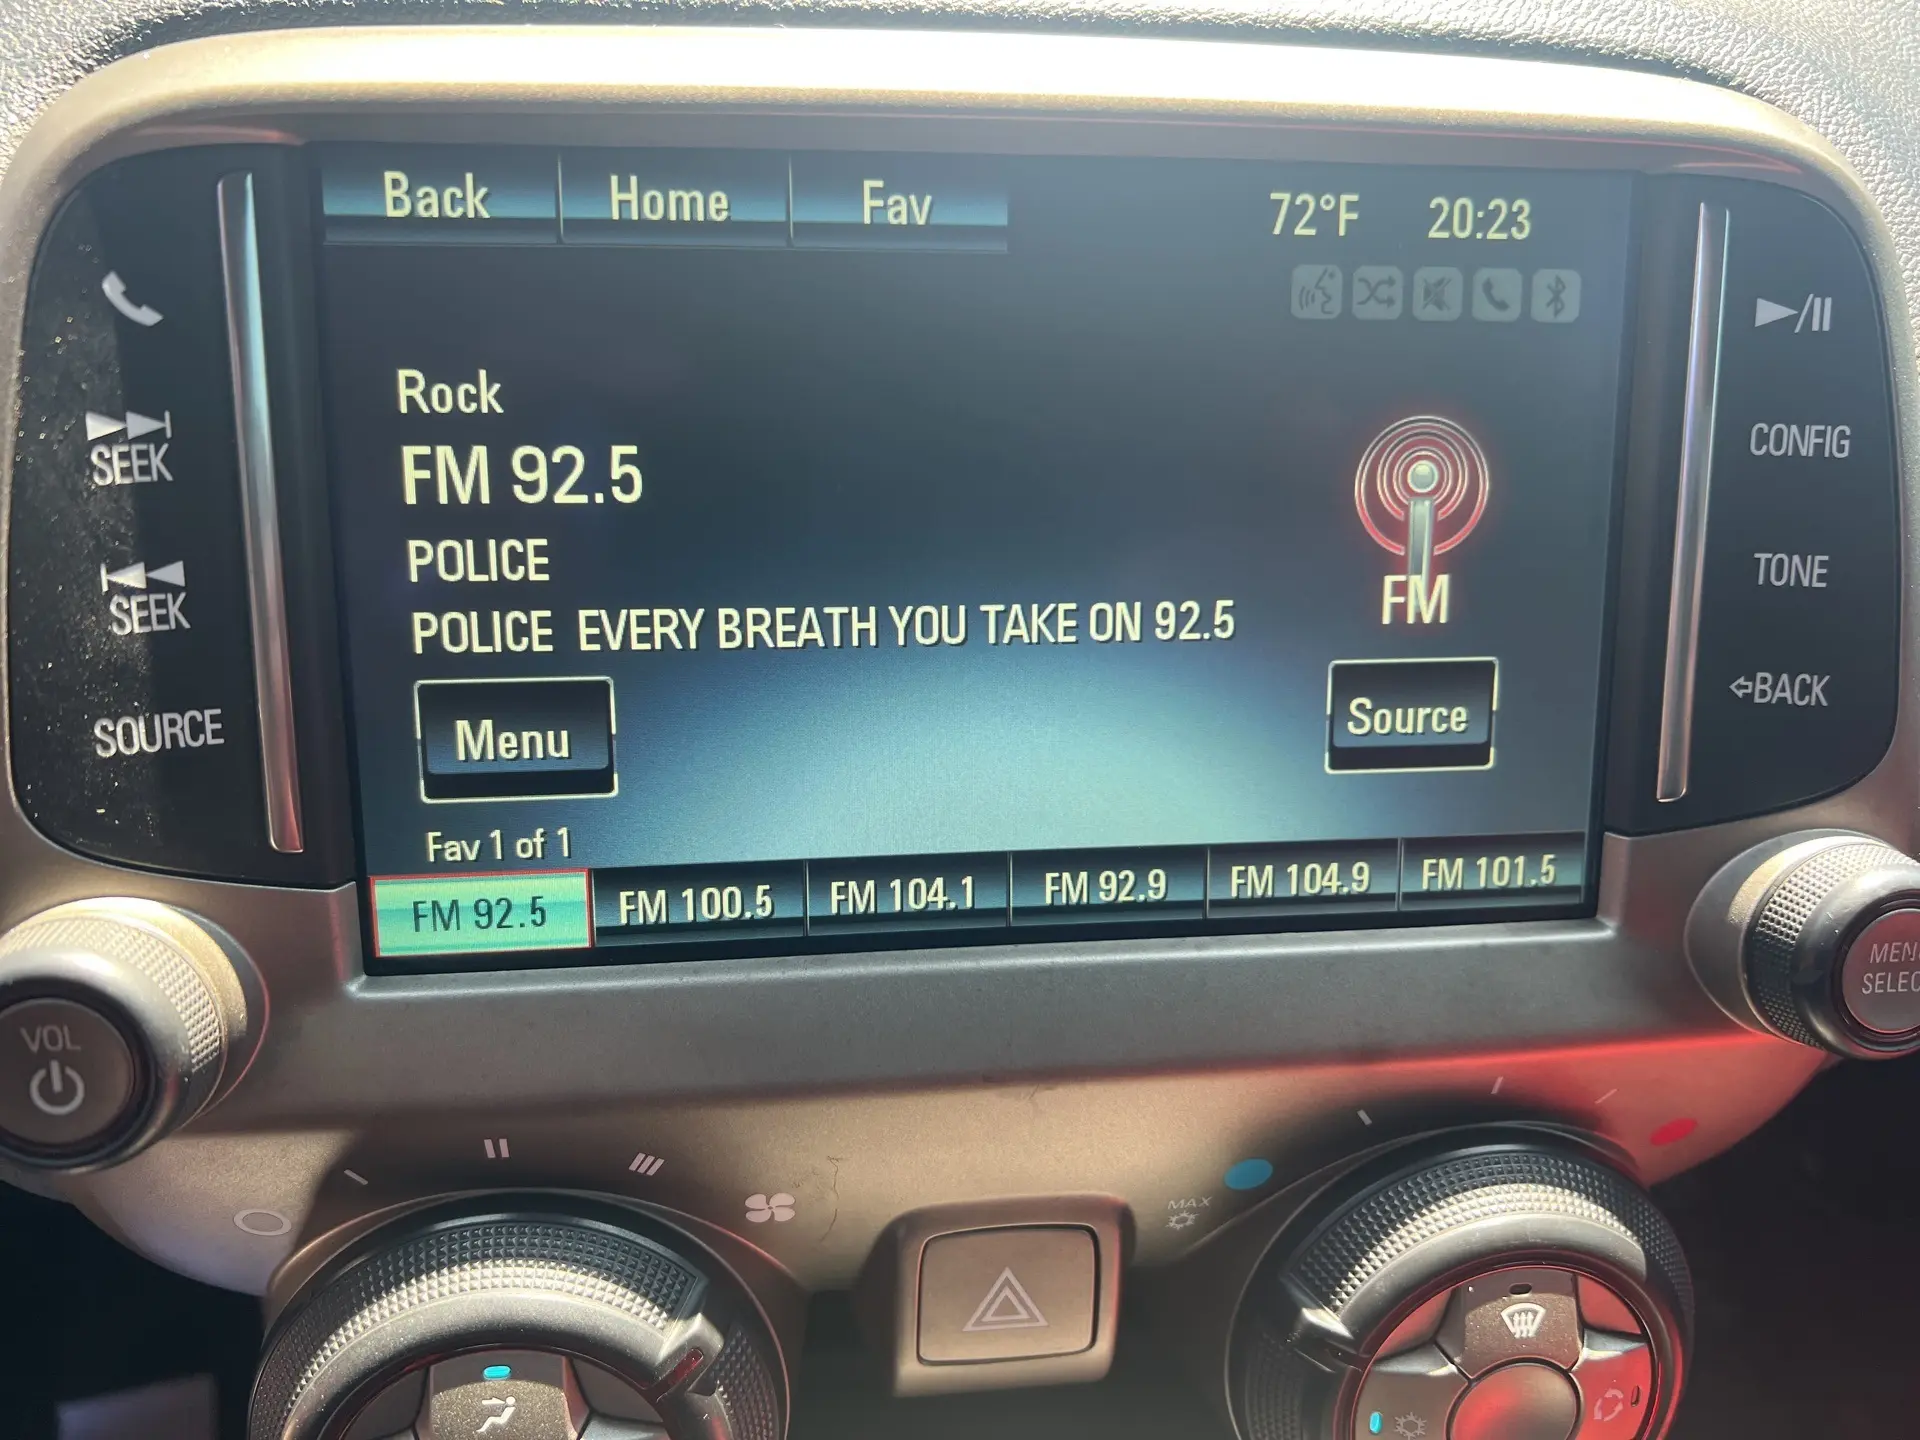 Back Home Fav 72°F 20:23
Rock
FM 92.5
POLICE
POLICE EVERY BREATH YOU TAKE ON 92.5
FM
Menu Source
Fav 1 of 1
FM 92.5 FM 100.5 FM 104.1 FM 92.9 FM 104.9 FM 101.5
SEEK
SEEK
SOURCE
CONFIG
TONE
BACK
VOL
MENU
SELEC
MAX